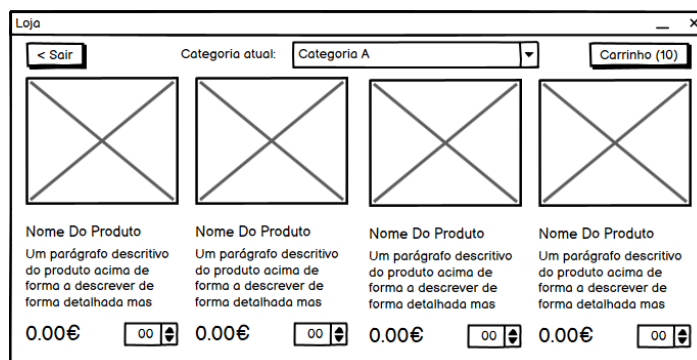 Loja
< Sair
Categoria atual:
Categoria A
Carrinho (10)
Nome Do Produto
Um parágrafo descritivo
do produto acima de
forma a descrever de
forma detalhada mas
0.00€
00
Nome Do Produto
Um parágrafo descritivo
do produto acima de
forma a descrever de
forma detalhada mas
0.00€
00
Nome Do Produto
Um parágrafo descritivo
do produto acima de
forma a descrever de
forma detalhada mas
0.00€
00
Nome Do Produto
Um parágrafo descritivo
do produto acima de
forma a descrever de
forma detalhada mas
0.00€
00